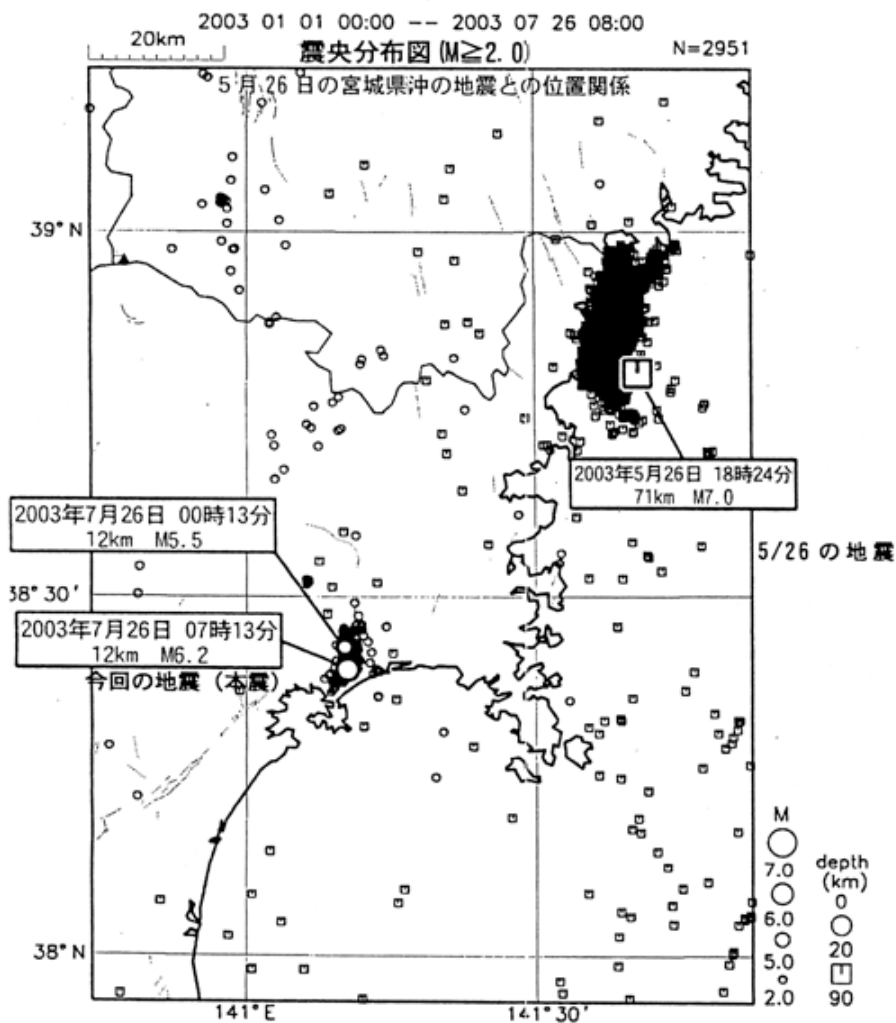 2003 01 01 00:00 -- 2003 07 26 08:00
20km
震央分布図(M≧2.0)
N=2951
5月26日の宮城県沖の地震との位置関係
39°N
2003年5月26日 18時24分
71km M7.0
2003年7月26日 00時13分
12km M5.5
5/26 の地震
38°30′
2003年7月26日 07時13分
12km M6.2
今回の地震(本震)
M
7.0
6.0
5.0
2.0
depth
(km)
0
20
90
38°N
141°E
141°30′